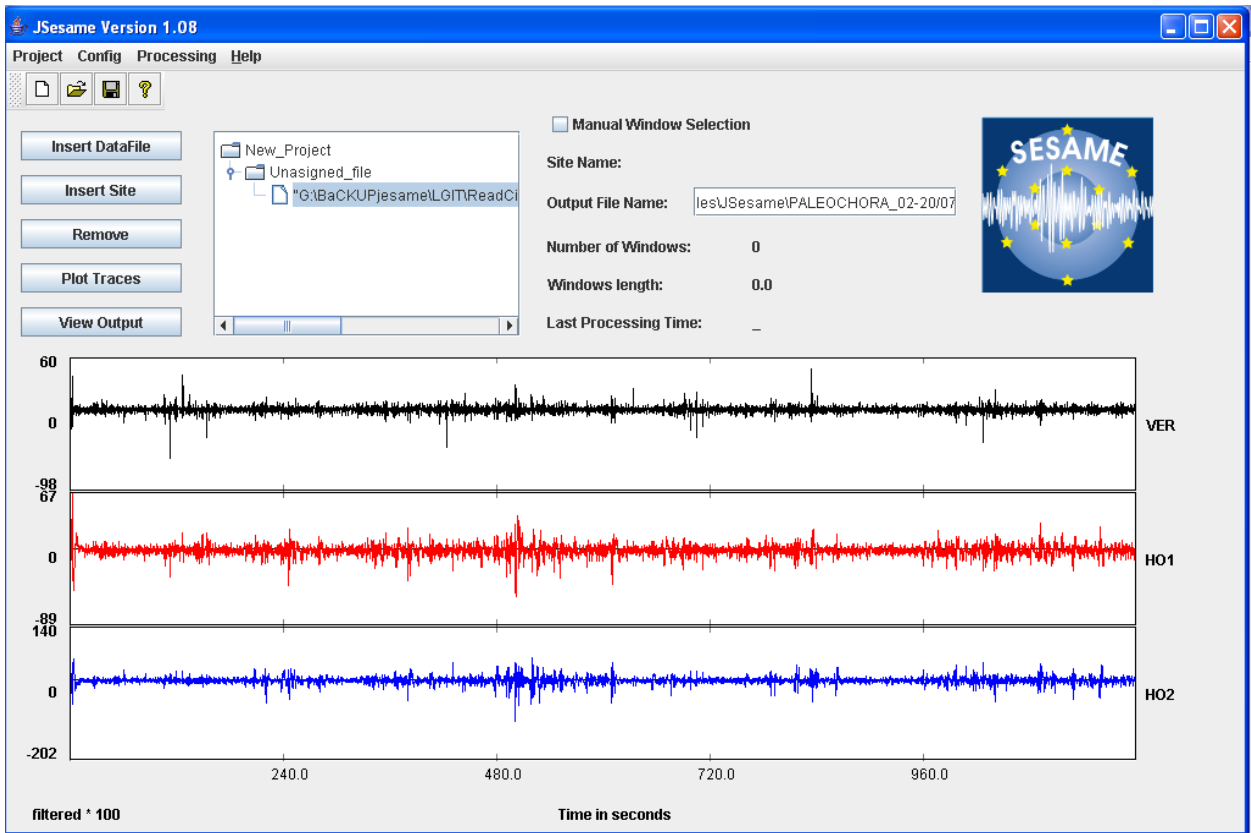 JSesame Version 1.08
Project Config Processing Help
Insert DataFile
Insert Site
Remove
Plot Traces
View Output
New_Project
Unasigned_file
"G:\BaCKUPjesame\LGIT\ReadCi
Manual Window Selection
Site Name:
Output File Name: les\JSesame\PALEOCHORA_02-20/07
Number of Windows: 0
Windows length: 0.0
Last Processing Time: _
SESAME
60
0
-98
VER
67
0
-89
HO1
140
0
-202
HO2
240.0 480.0 720.0 960.0
filtered * 100 Time in seconds